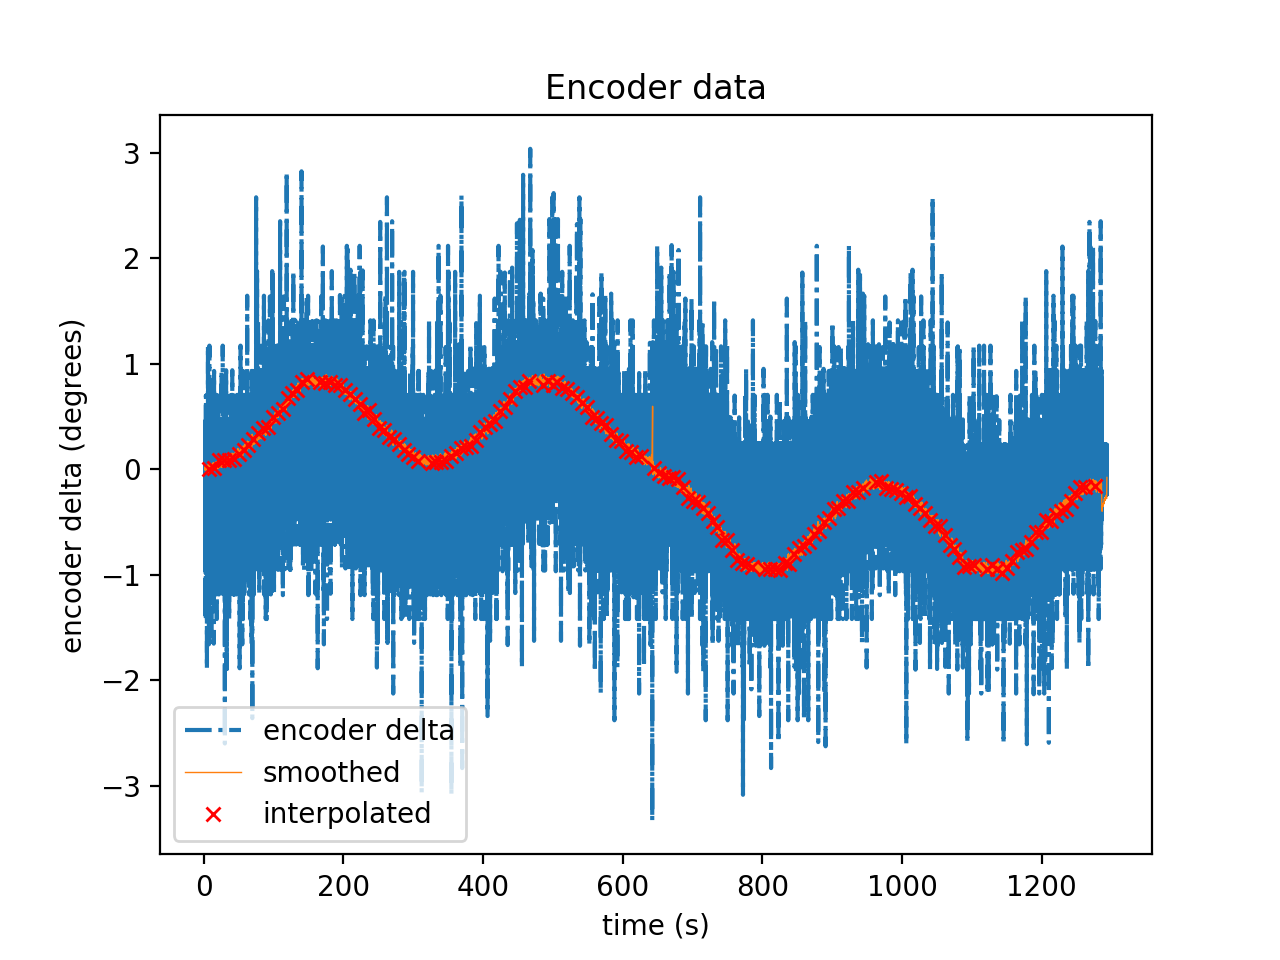 Encoder data
3
2
1
0
−1
−2
−3
encoder delta (degrees)
encoder delta
smoothed
interpolated
0 200 400 600 800 1000 1200
time (s)